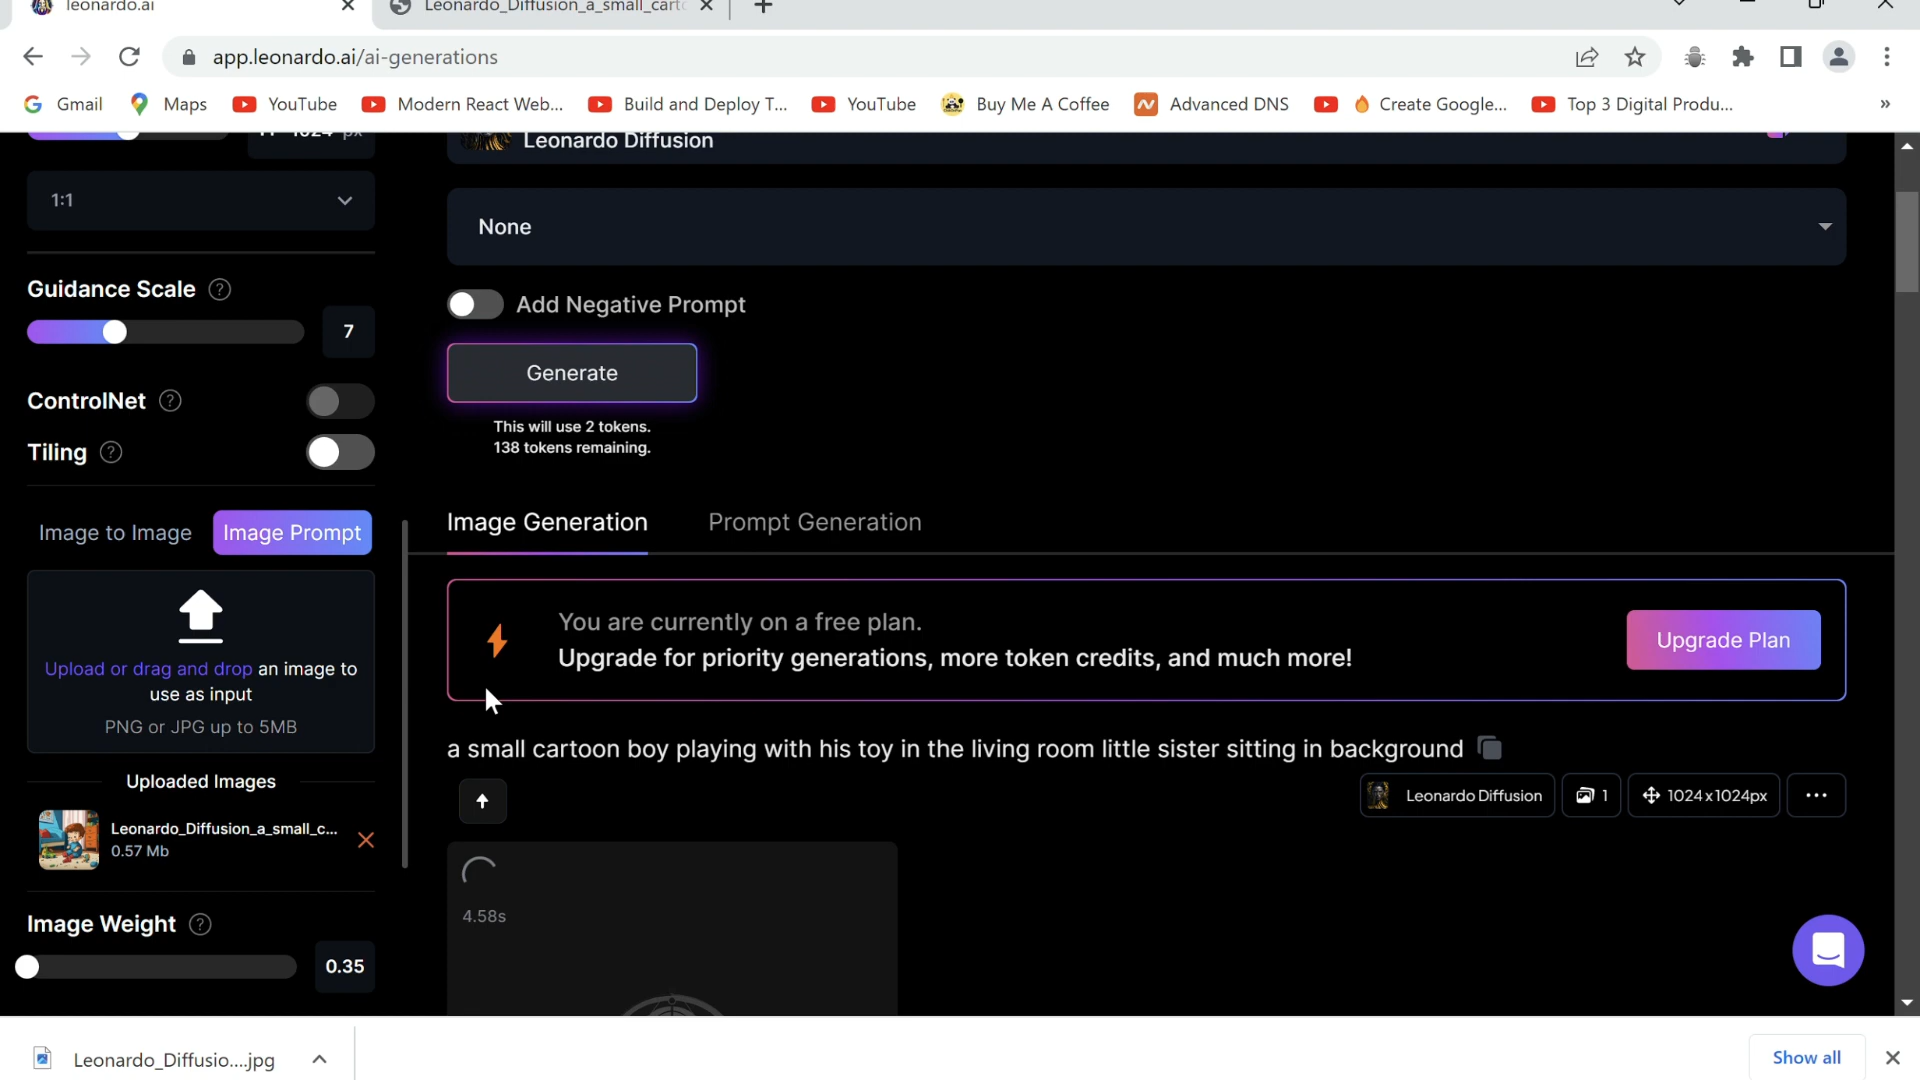 leonardo.ai
Leonardo_Diffusion_a_small_carto
app.leonardo.ai/ai-generations
Gmail
Maps
YouTube
Modern React Web...
Build and Deploy T...
YouTube
Buy Me A Coffee
Advanced DNS
Create Google...
Top 3 Digital Produ...
»
1024 px
Leonardo Diffusion
1:1
None
Guidance Scale ?
7
Add Negative Prompt
Generate
ControlNet ?
This will use 2 tokens.
138 tokens remaining.
Tiling ?
Image to Image
Image Prompt
Image Generation
Prompt Generation
Upload or drag and drop an image to
use as input
PNG or JPG up to 5MB
You are currently on a free plan.
Upgrade for priority generations, more token credits, and much more!
Upgrade Plan
a small cartoon boy playing with his toy in the living room little sister sitting in background
Uploaded Images
Leonardo_Diffusion_a_small_c...
0.57 Mb
Leonardo Diffusion
1
1024x1024px
4.58s
Image Weight ?
0.35
Leonardo_Diffusio....jpg
Show all